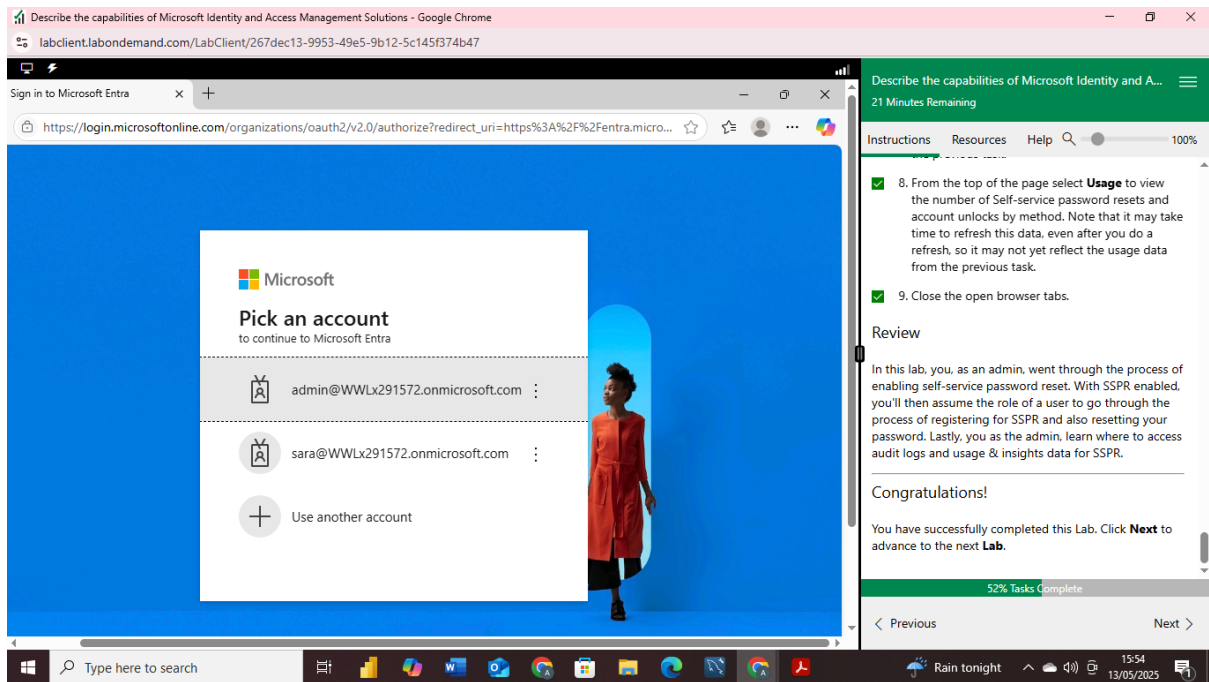 Describe the capabilities of Microsoft Identity and Access Management Solutions - Google Chrome
labclient.labondemand.com/LabClient/267dec13-9953-49e5-9b12-5c145f374b47
Sign in to Microsoft Entra
https://login.microsoftonline.com/organizations/oauth2/v2.0/authorize?redirect_uri=https%3A%2F%2Fentra.micro...
Microsoft
Pick an account
to continue to Microsoft Entra
admin@WWLx291572.onmicrosoft.com
sara@WWLx291572.onmicrosoft.com
Use another account
Describe the capabilities of Microsoft Identity and A...
21 Minutes Remaining
Instructions Resources Help 100%
8. From the top of the page select Usage to view
the number of Self-service password resets and
account unlocks by method. Note that it may take
time to refresh this data, even after you do a
refresh, so it may not yet reflect the usage data
from the previous task.
9. Close the open browser tabs.
Review
In this lab, you, as an admin, went through the process of
enabling self-service password reset. With SSPR enabled,
you'll then assume the role of a user to go through the
process of registering for SSPR and also resetting your
password. Lastly, you as the admin, learn where to access
audit logs and usage & insights data for SSPR.
Congratulations!
You have successfully completed this Lab. Click Next to
advance to the next Lab.
52% Tasks Complete
< Previous
Next >
Type here to search
Rain tonight
15:54
13/05/2025